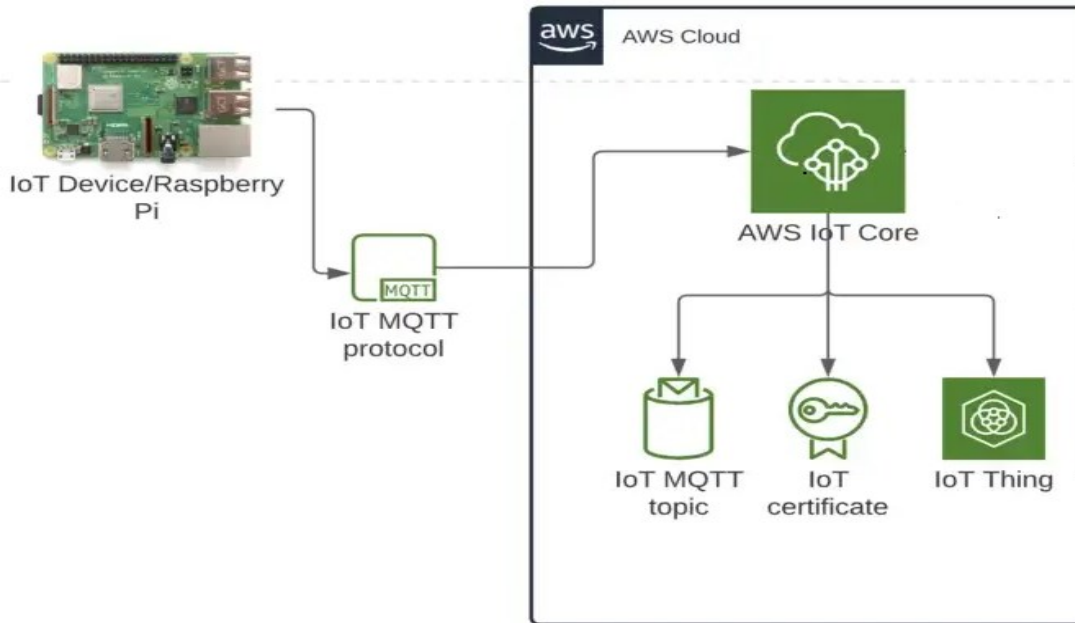 aws
AWS Cloud
IoT Device/Raspberry
Pi
AWS IoT Core
MQTT
IoT MQTT
protocol
IoT MQTT
topic
IoT
certificate
IoT Thing